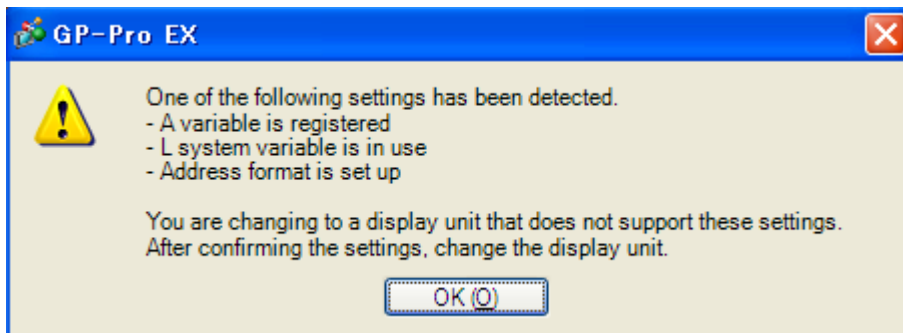 GP-Pro EX
One of the following settings has been detected.
- A variable is registered
- L system variable is in use
- Address format is set up
You are changing to a display unit that does not support these settings.
After confirming the settings, change the display unit.
OK (O)